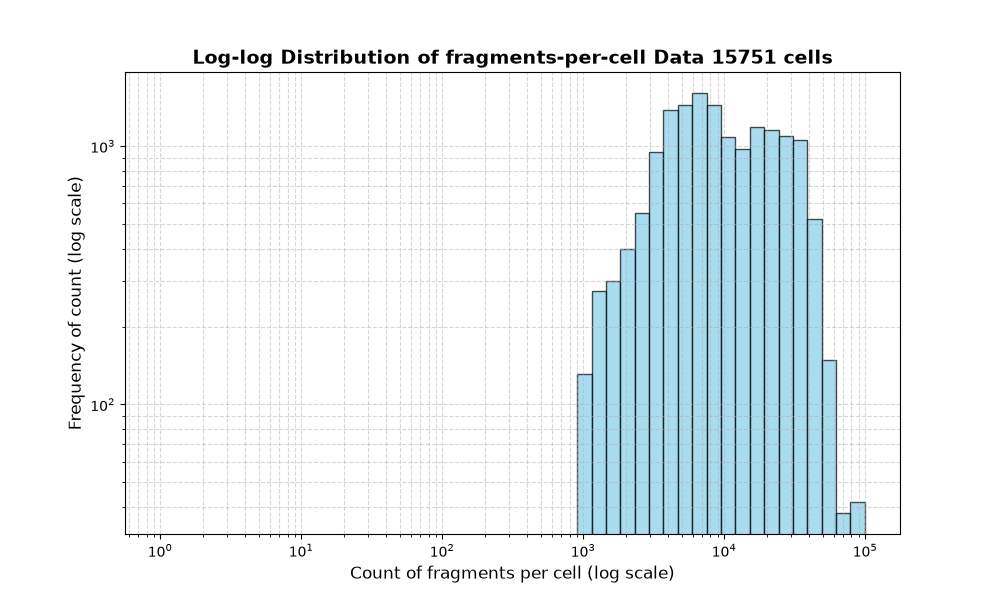 Log-log Distribution of fragments-per-cell Data 15751 cells
Frequency of count (log scale)
10³
10²
10⁰ 10¹ 10² 10³ 10⁴ 10⁵
Count of fragments per cell (log scale)